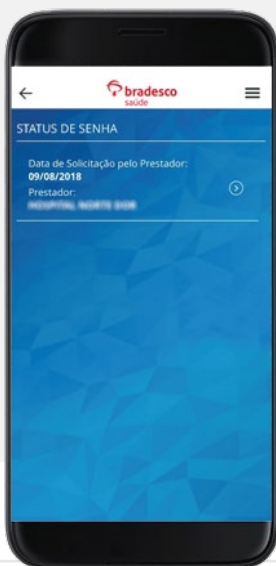 bradesco
saúde
STATUS DE SENHA
Data de Solicitação pelo Prestador:
09/08/2018
Prestador: